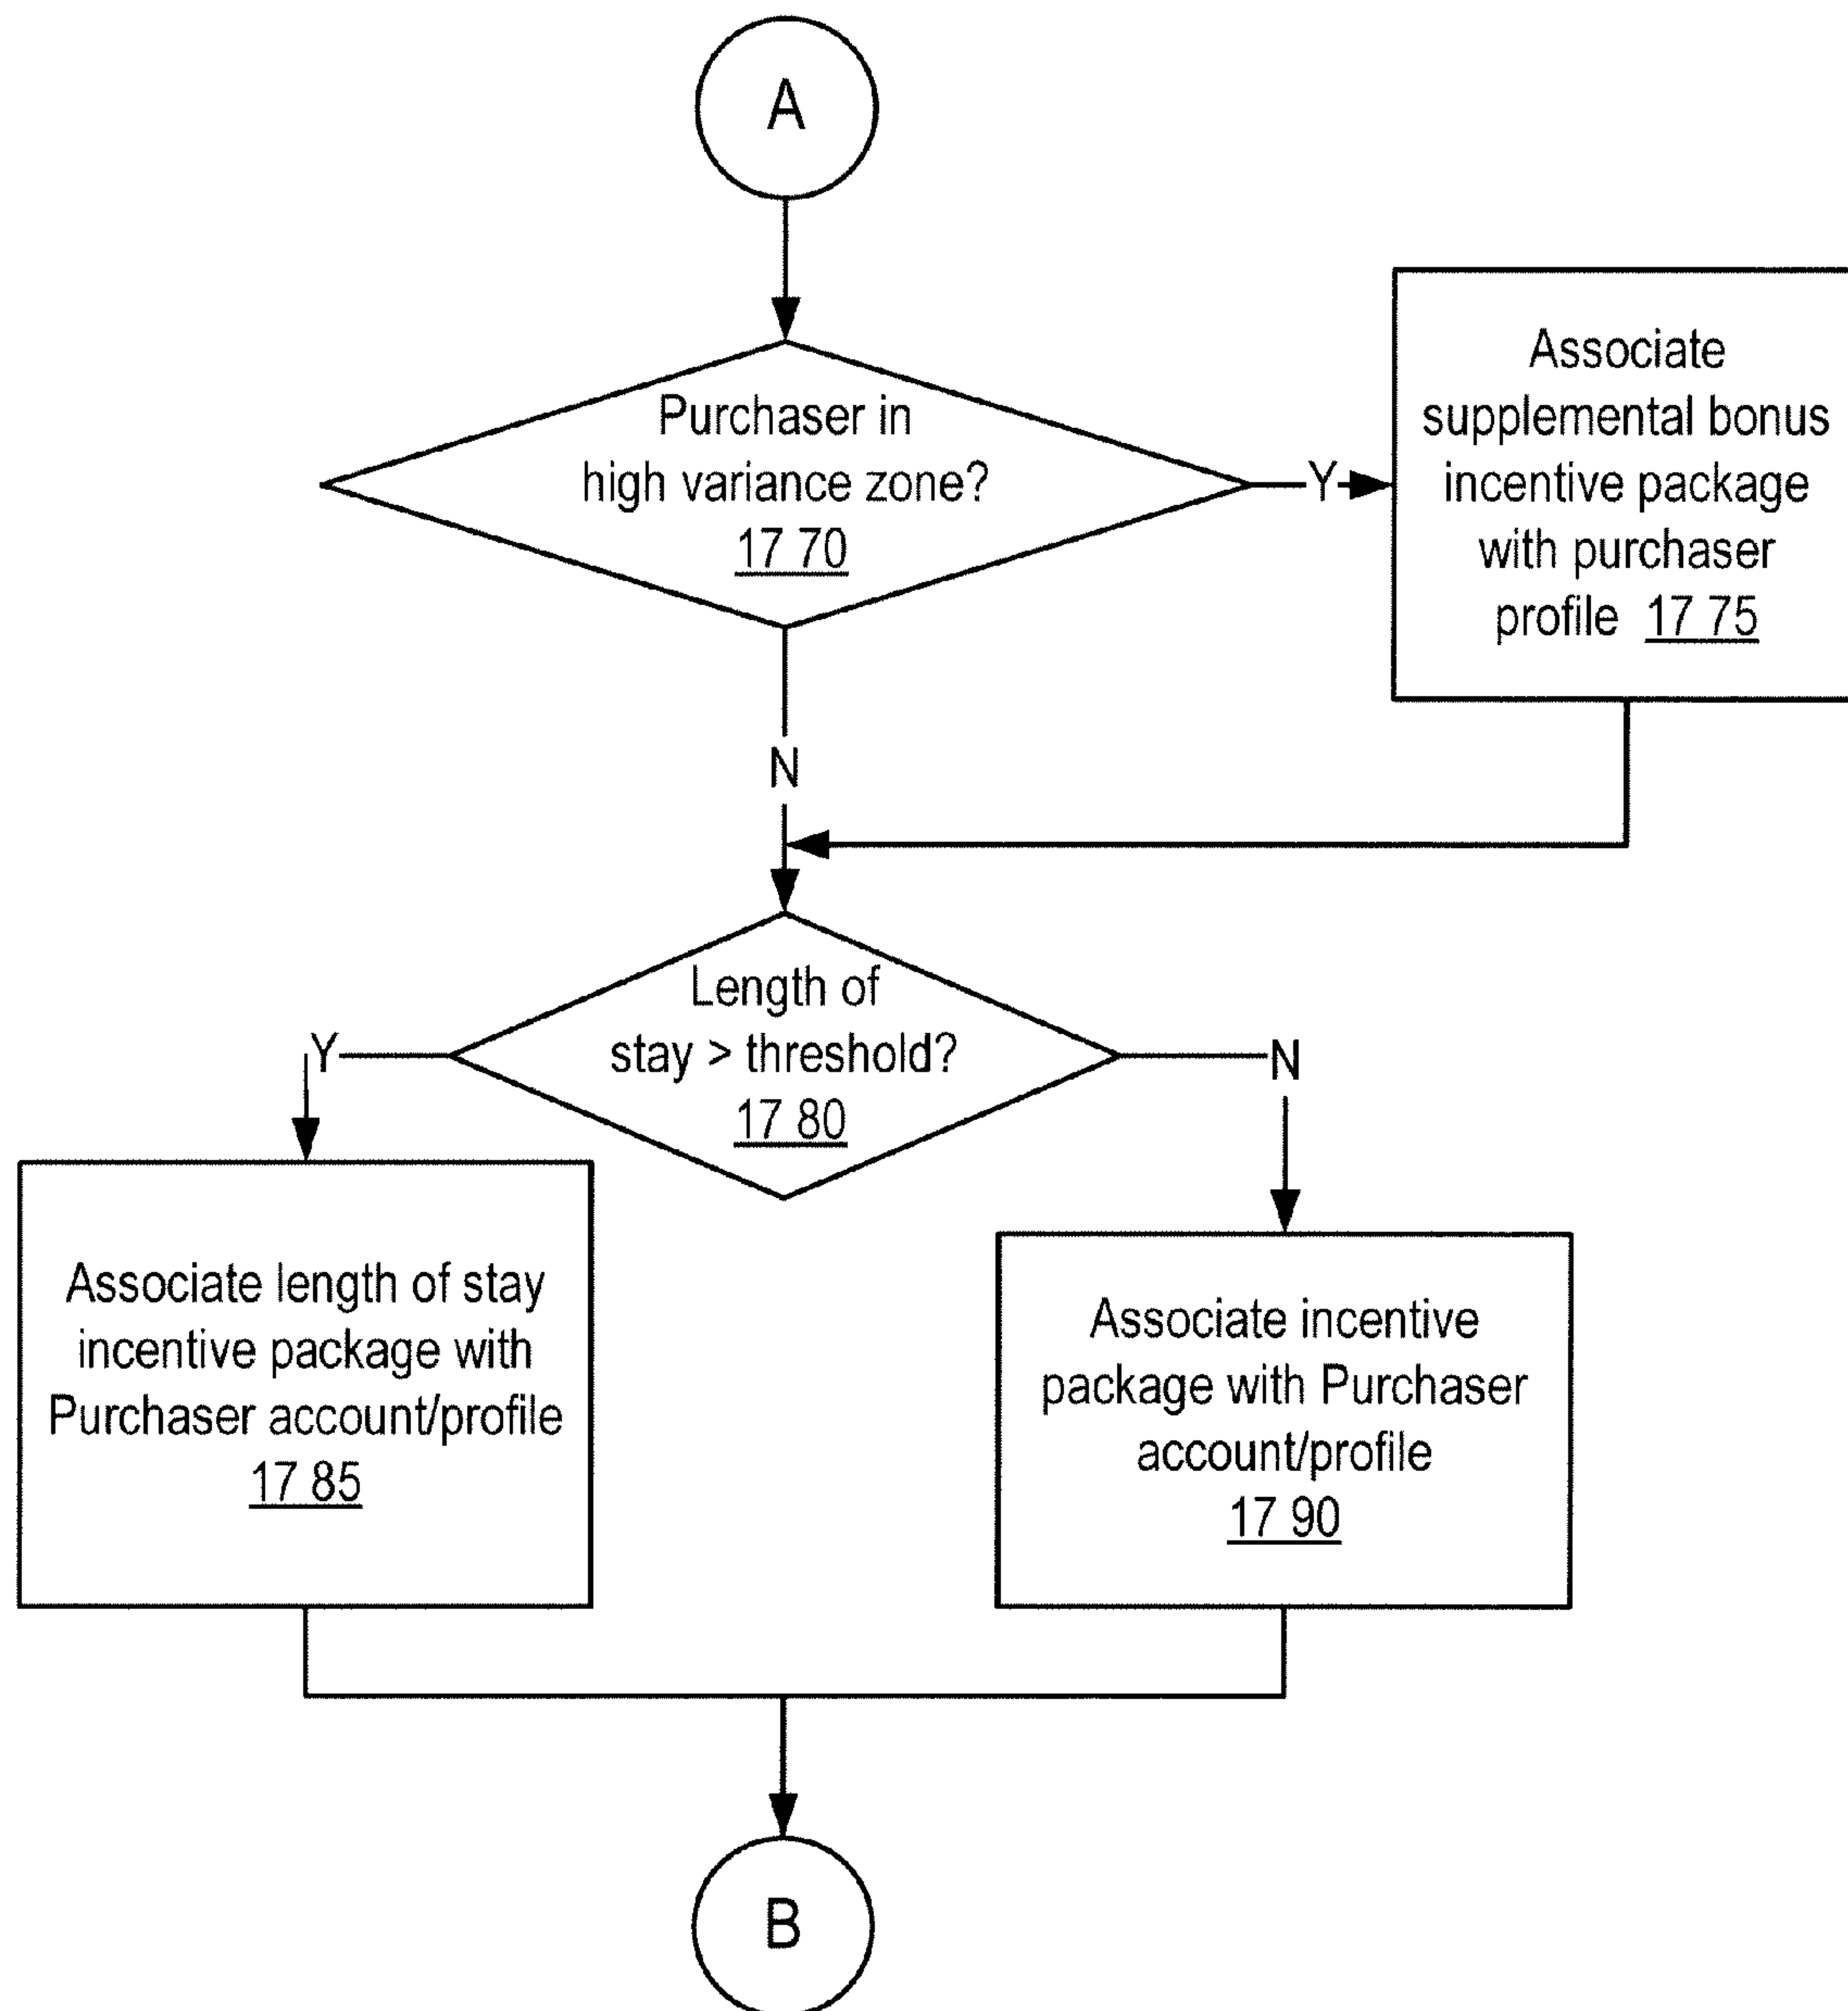 A
Purchaser in
high variance zone?
17 70
Y
Associate
supplemental bonus
incentive package
with purchaser
profile 17 75
N
Length of
stay > threshold?
17 80
Y
N
Associate length of stay
incentive package with
Purchaser account/profile
17 85
Associate incentive
package with Purchaser
account/profile
17 90
B